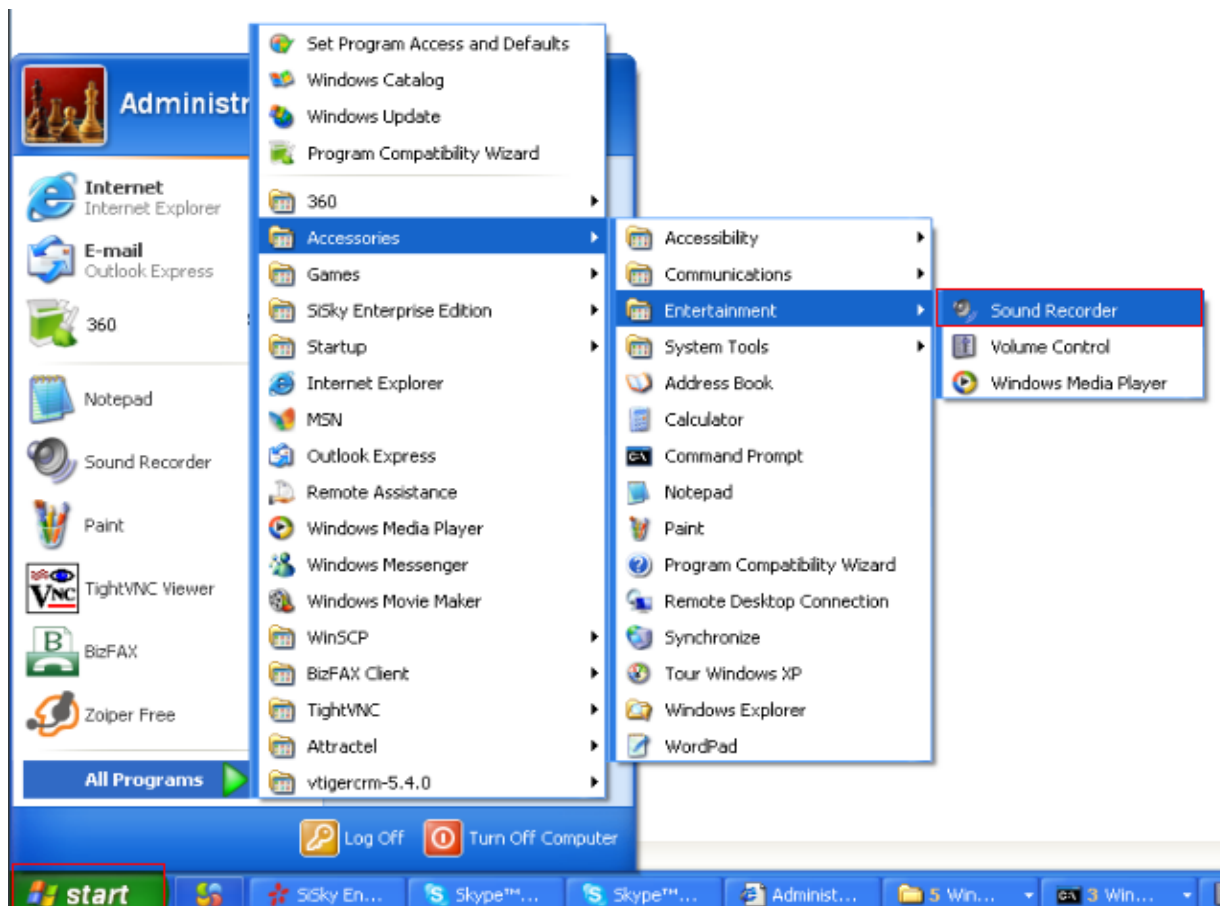 Administr
Internet
Internet Explorer
E-mail
Outlook Express
360
Notepad
Sound Recorder
Paint
VNC
TightVNC Viewer
B
BizFAX
Zoiper Free
All Programs
Set Program Access and Defaults
Windows Catalog
Windows Update
Program Compatibility Wizard
360
Accessories
Games
SiSky Enterprise Edition
Startup
Internet Explorer
MSN
Outlook Express
Remote Assistance
Windows Media Player
Windows Messenger
Windows Movie Maker
WinSCP
BizFAX Client
TightVNC
Attractel
vtigercrm-5.4.0
Accessibility
Communications
Entertainment
System Tools
Address Book
Calculator
Command Prompt
Notepad
Paint
Program Compatibility Wizard
Remote Desktop Connection
Synchronize
Tour Windows XP
Windows Explorer
WordPad
Sound Recorder
Volume Control
Windows Media Player
Log Off
Turn Off Computer
start
SiSky En...
Skype™...
Skype™...
Administ...
5 Win...
3 Win...